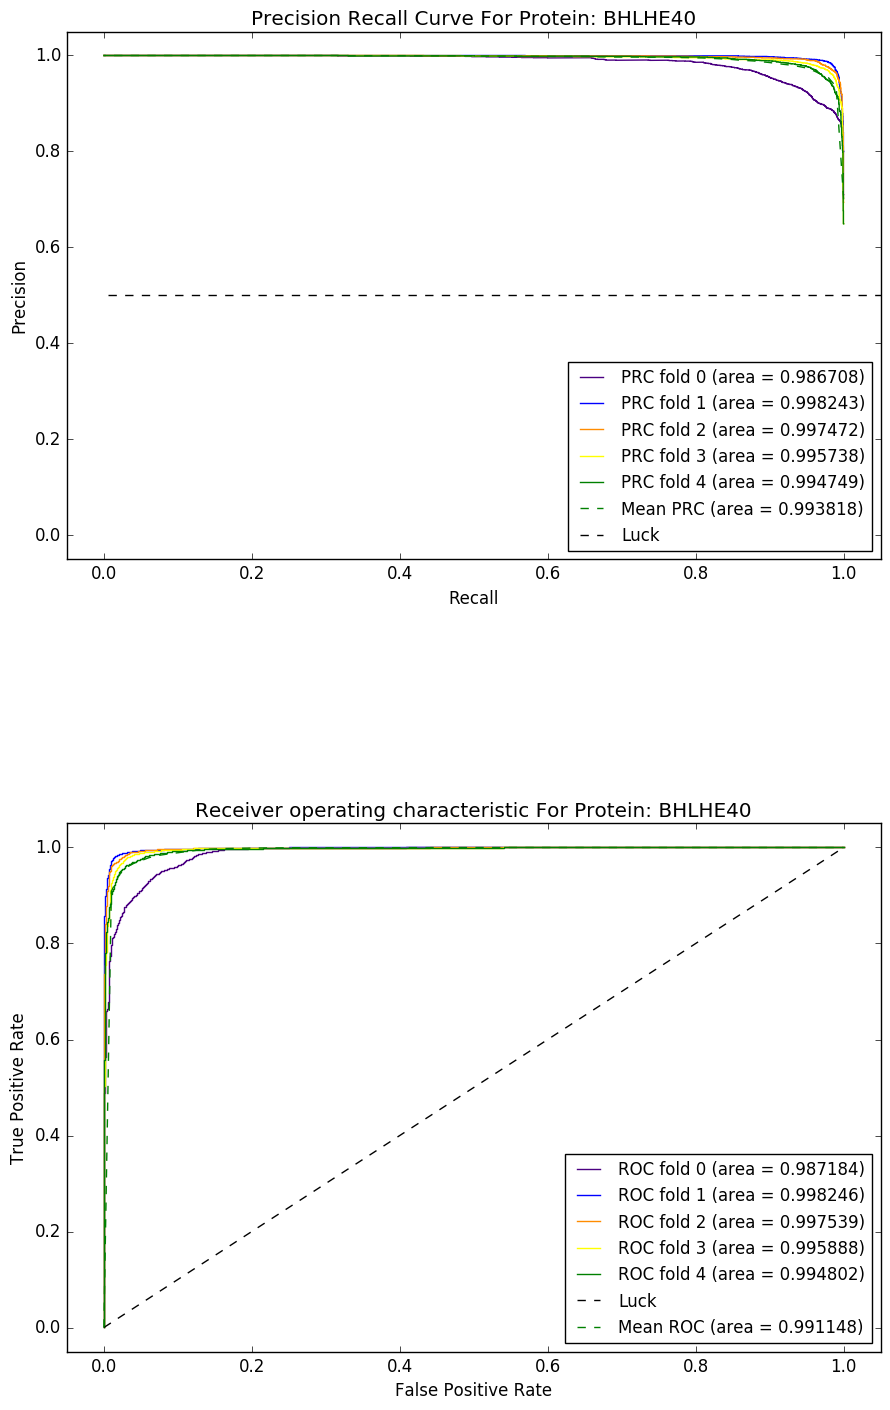 Precision Recall Curve For Protein: BHLHE40
1.0
0.8
0.6
0.4
0.2
0.0
Precision
PRC fold 0 (area = 0.986708)
PRC fold 1 (area = 0.998243)
PRC fold 2 (area = 0.997472)
PRC fold 3 (area = 0.995738)
PRC fold 4 (area = 0.994749)
Mean PRC (area = 0.993818)
Luck
0.0 0.2 0.4 0.6 0.8 1.0
Recall
Receiver operating characteristic For Protein: BHLHE40
1.0
0.8
0.6
0.4
0.2
0.0
True Positive Rate
ROC fold 0 (area = 0.987184)
ROC fold 1 (area = 0.998246)
ROC fold 2 (area = 0.997539)
ROC fold 3 (area = 0.995888)
ROC fold 4 (area = 0.994802)
Luck
Mean ROC (area = 0.991148)
0.0 0.2 0.4 0.6 0.8 1.0
False Positive Rate